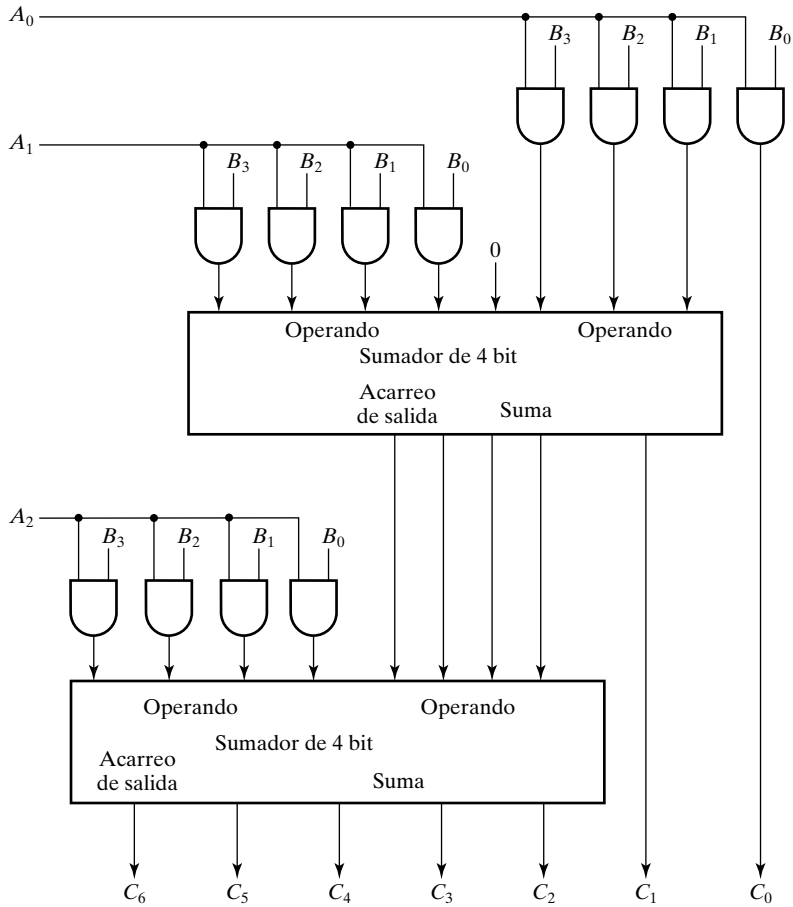 A0
B3 B2 B1 B0
A1
B3 B2 B1 B0
0
Operando Operando
Sumador de 4 bit
Acarreo
de salida
Suma
A2
B3 B2 B1 B0
Operando Operando
Sumador de 4 bit
Acarreo
de salida
Suma
C6 C5 C4 C3 C2 C1 C0